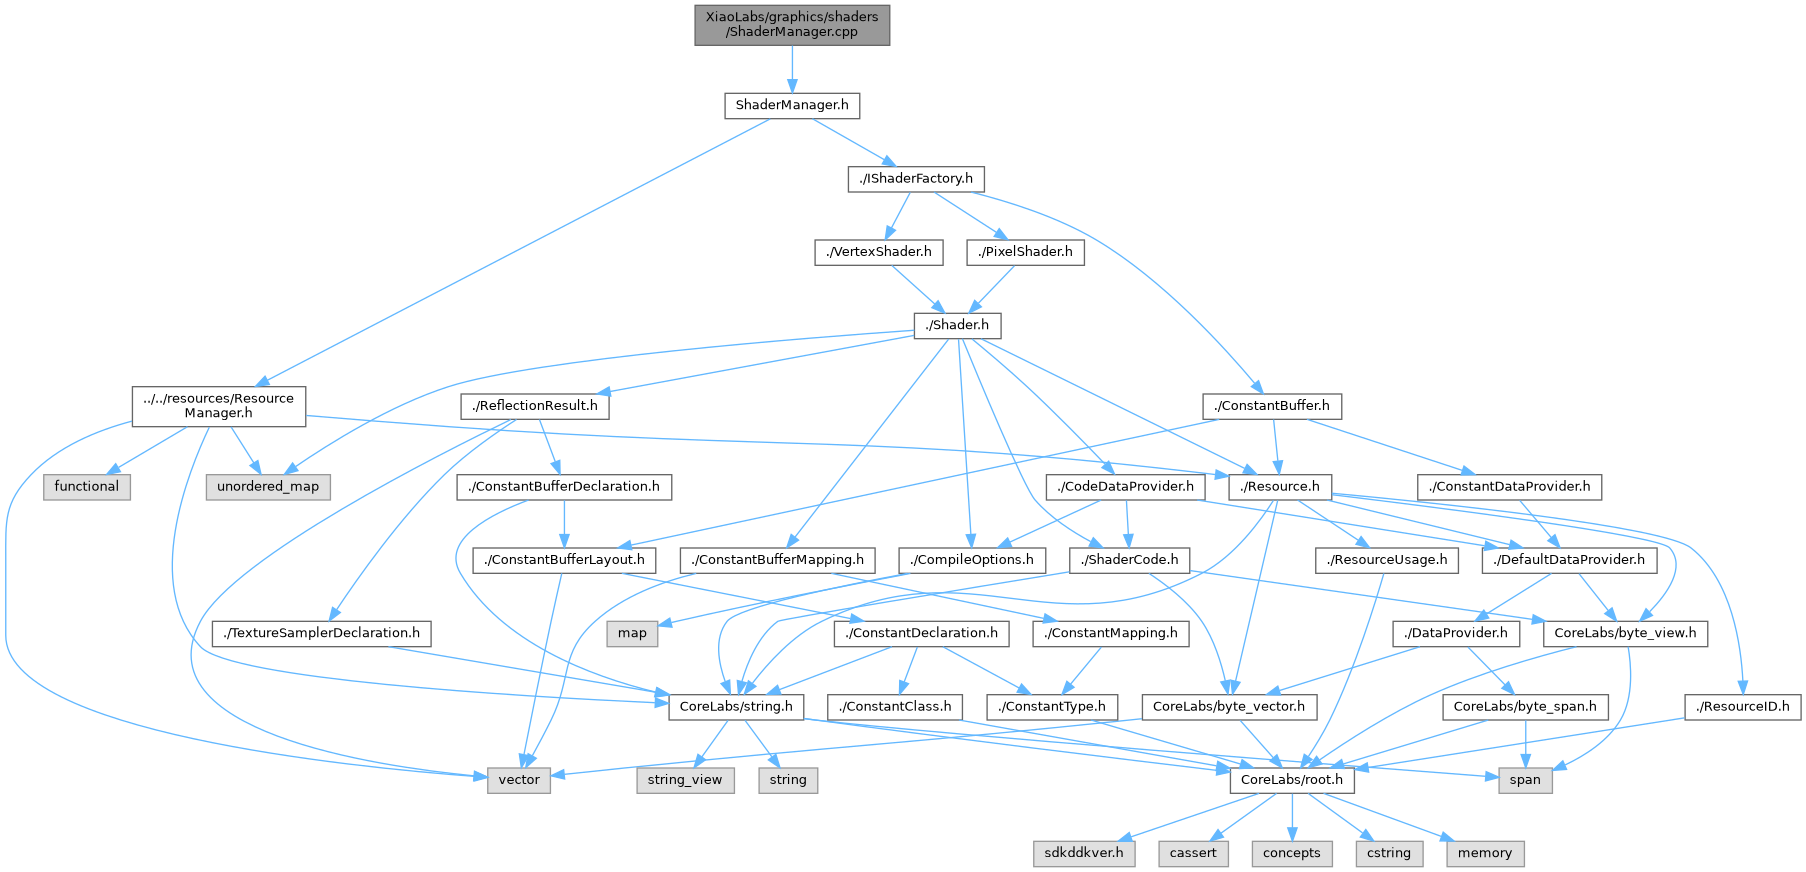 XiaoLabs/graphics/shaders
/ShaderManager.cpp
ShaderManager.h
./IShaderFactory.h
./VertexShader.h
./PixelShader.h
./Shader.h
../../resources/Resource
Manager.h
./ReflectionResult.h
./ConstantBuffer.h
functional
unordered_map
./ConstantBufferDeclaration.h
./CodeDataProvider.h
./Resource.h
./ConstantDataProvider.h
./ConstantBufferLayout.h
./ConstantBufferMapping.h
./CompileOptions.h
./ShaderCode.h
./ResourceUsage.h
./DefaultDataProvider.h
./TextureSamplerDeclaration.h
map
./ConstantDeclaration.h
./ConstantMapping.h
./DataProvider.h
CoreLabs/byte_view.h
CoreLabs/string.h
./ConstantClass.h
./ConstantType.h
CoreLabs/byte_vector.h
CoreLabs/byte_span.h
./ResourceID.h
vector
string_view
string
CoreLabs/root.h
span
sdkddkver.h
cassert
concepts
cstring
memory